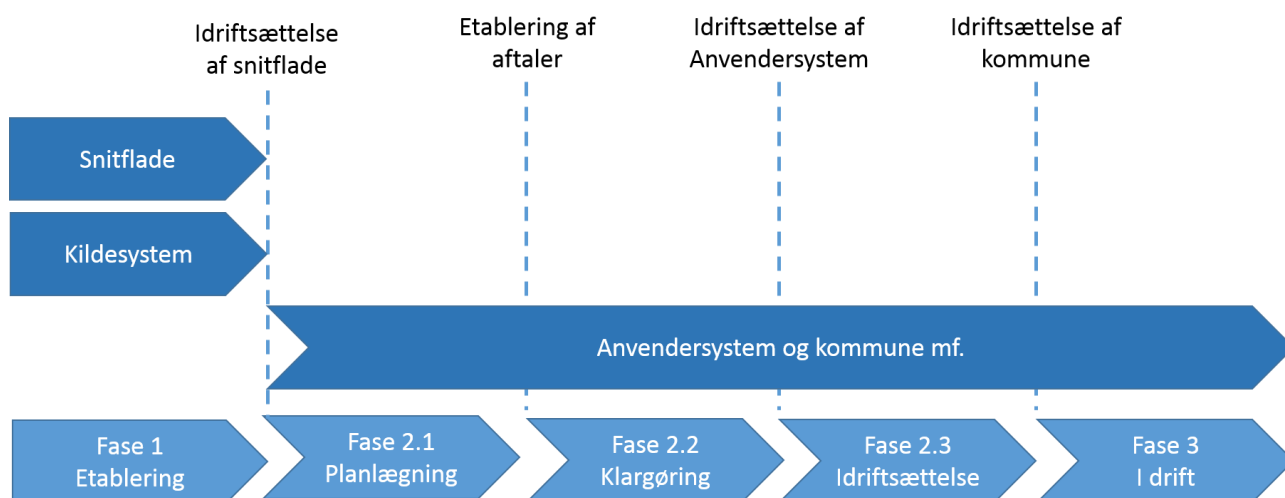 Idriftsættelse
af snitflade
Etablering af
aftaler
Idriftsættelse af
Anvendersystem
Idriftsættelse af
kommune
Snitflade
Kildesystem
Anvendersystem og kommune mf.
Fase 1
Etablering
Fase 2.1
Planlægning
Fase 2.2
Klargøring
Fase 2.3
Idriftsættelse
Fase 3
I drift